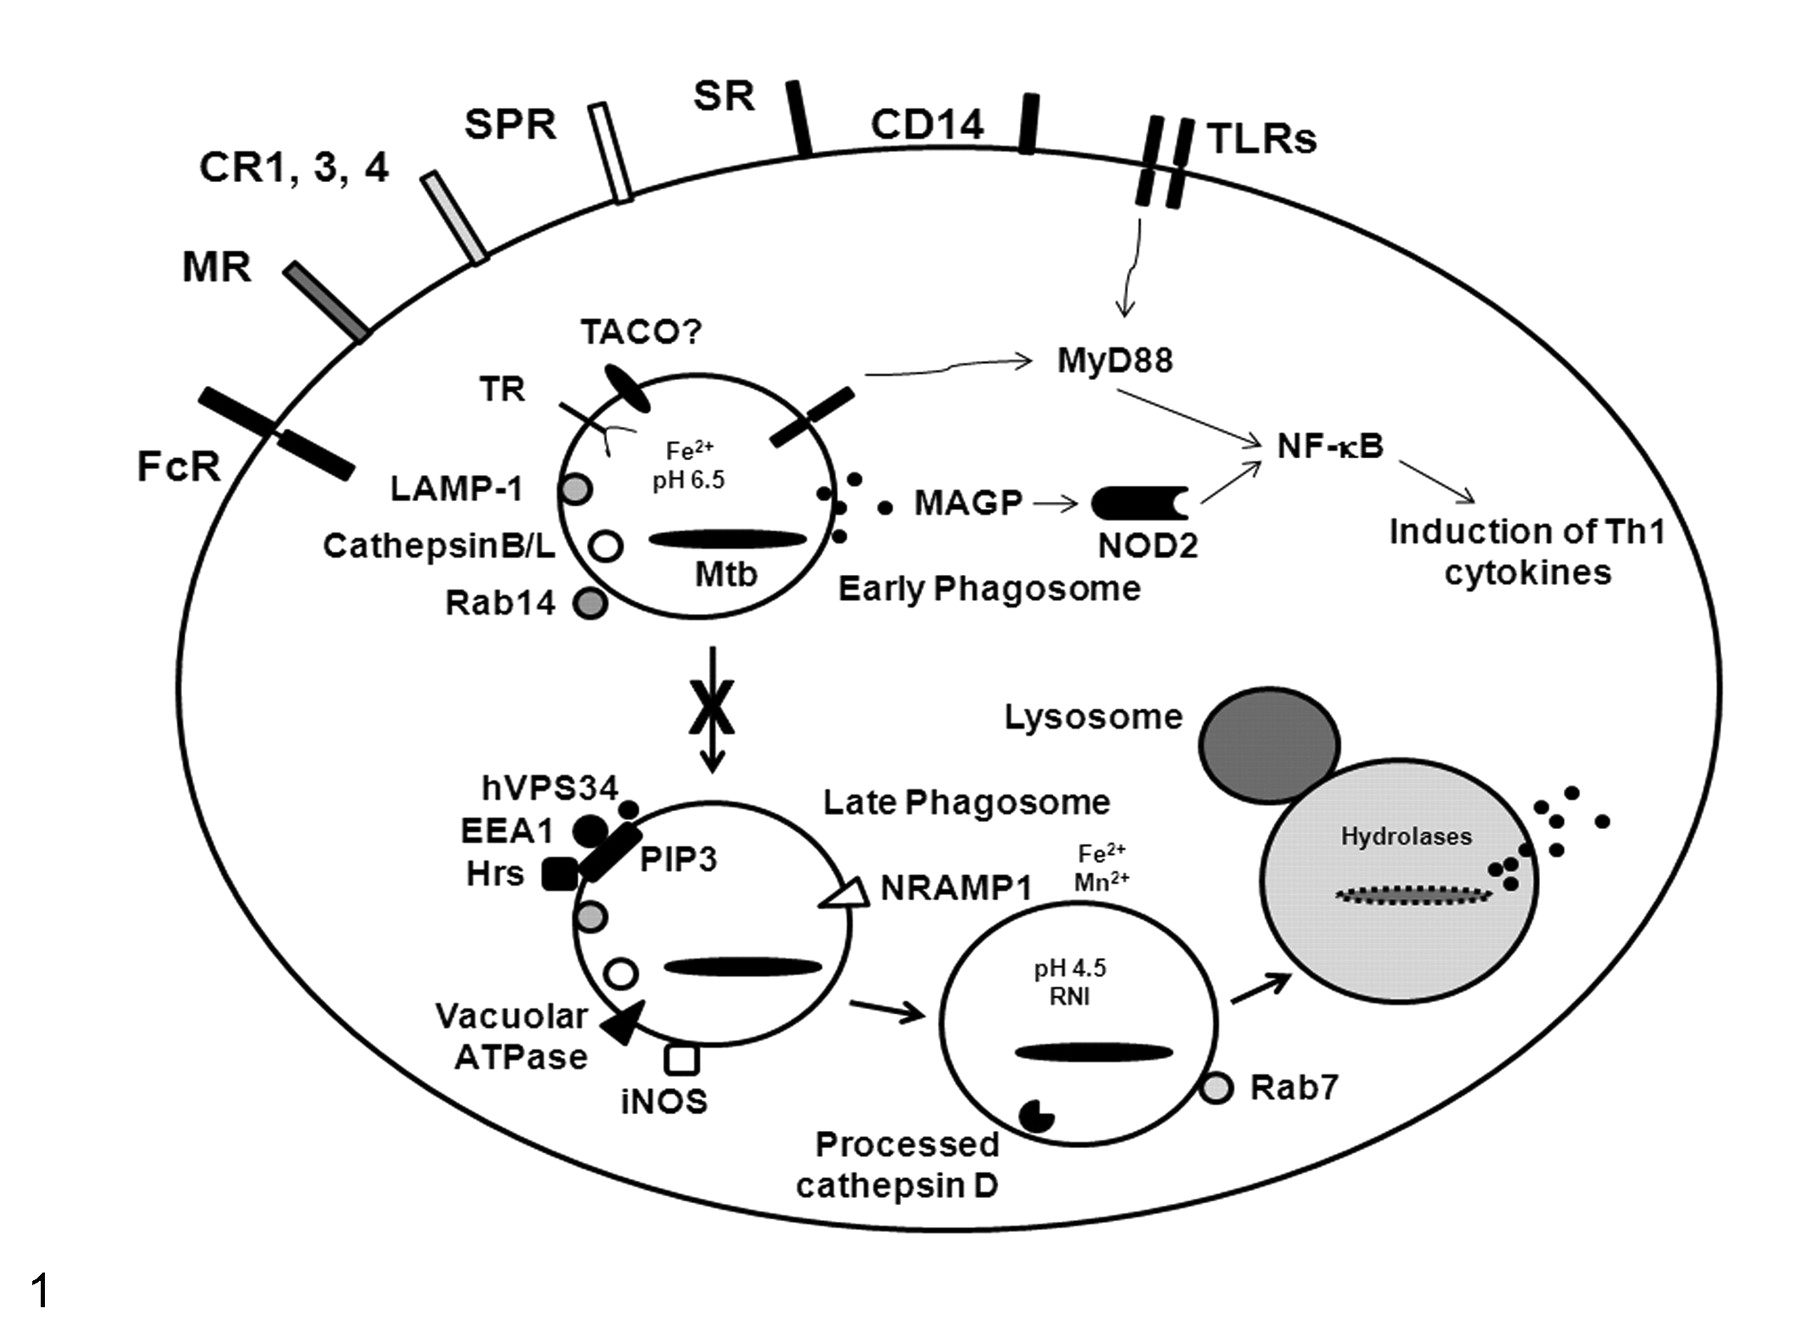 SR
SPR
CD14
TLRs
CR1, 3, 4
MR
FcR
TACO?
TR
Fe²⁺
pH 6.5
LAMP-1
CathepsinB/L
Rab14
Mtb
MyD88
NF-κB
MAGP
NOD2
Early Phagosome
Induction of Th1
cytokines
Lysosome
Hydrolases
hVPS34
EEA1
Hrs
PIP3
Late Phagosome
NRAMP1
Fe²⁺
Mn²⁺
pH 4.5
RNI
Vacuolar
ATPase
iNOS
Rab7
Processed
cathepsin D
X
1